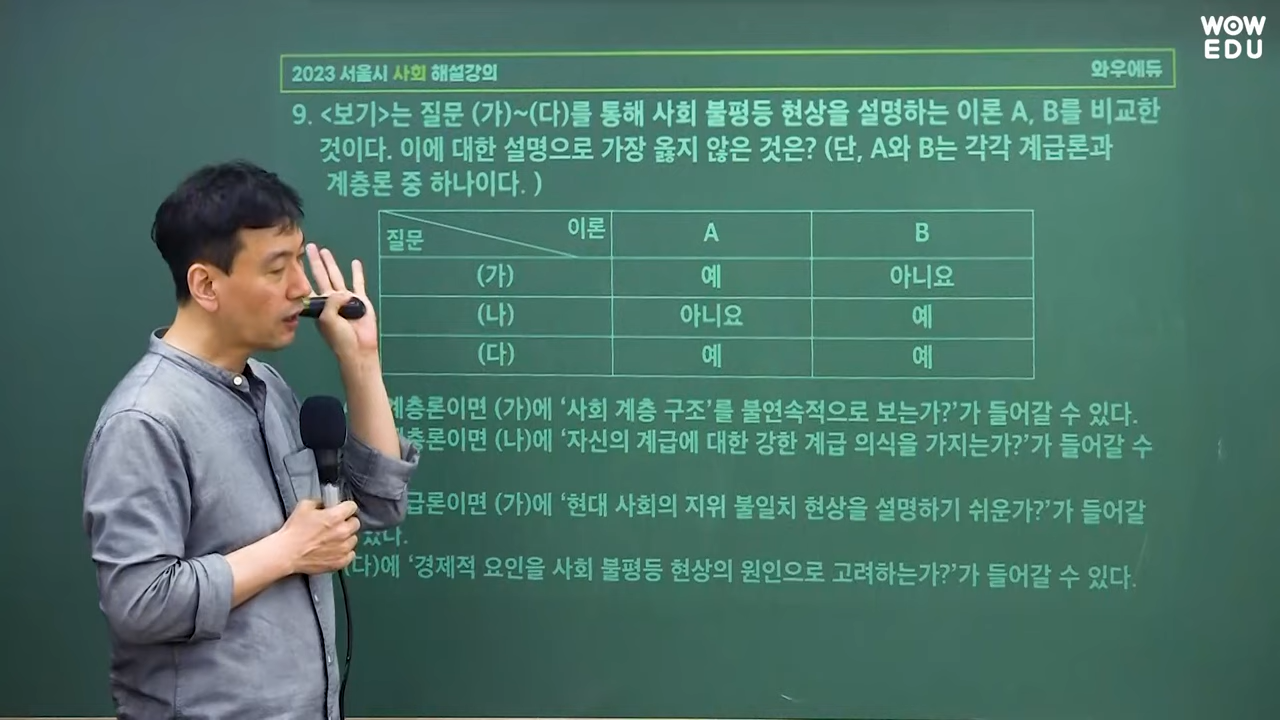 WOW
EDU
2023 서울시 사회 해설강의 와우에듀
9. <보기>는 질문 (가)~(다)를 통해 사회 불평등 현상을 설명하는 이론 A, B를 비교한
것이다. 이에 대한 설명으로 가장 옳지 않은 것은? (단, A와 B는 각각 계급론과
계층론 중 하나이다. )
질문 이론 A B
(가) 예 아니요
(나) 아니요 예
(다) 예 예
계층론이면 (가)에 ‘사회 계층 구조’를 불연속적으로 보는가?’가 들어갈 수 있다.
층론이면 (나)에 ‘자신의 계급에 대한 강한 계급 의식을 가지는가?’가 들어갈 수
급론이면 (가)에 ‘현대 사회의 지위 불일치 현상을 설명하기 쉬운가?’가 들어갈
있다.
(다)에 ‘경제적 요인을 사회 불평등 현상의 원인으로 고려하는가?’가 들어갈 수 있다.